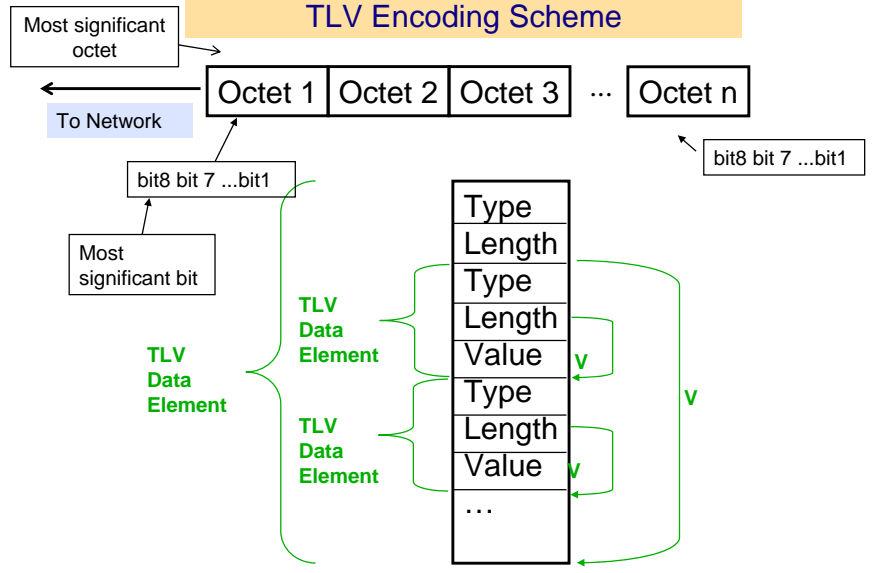 TLV Encoding Scheme
Most significant
octet
Octet 1 Octet 2 Octet 3 ... Octet n
To Network
bit8 bit 7 ...bit1
bit8 bit 7 ...bit1
Most
significant bit
Type
Length
Type
Length
Value
Type
Length
Value
...
TLV
Data
Element
TLV
Data
Element
TLV
Data
Element
V
V
V